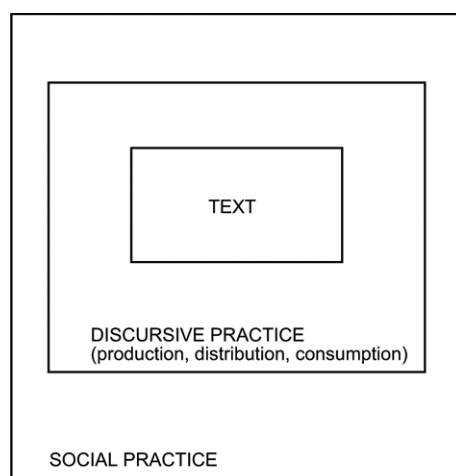 TEXT
DISCURSIVE PRACTICE
(production, distribution, consumption)
SOCIAL PRACTICE